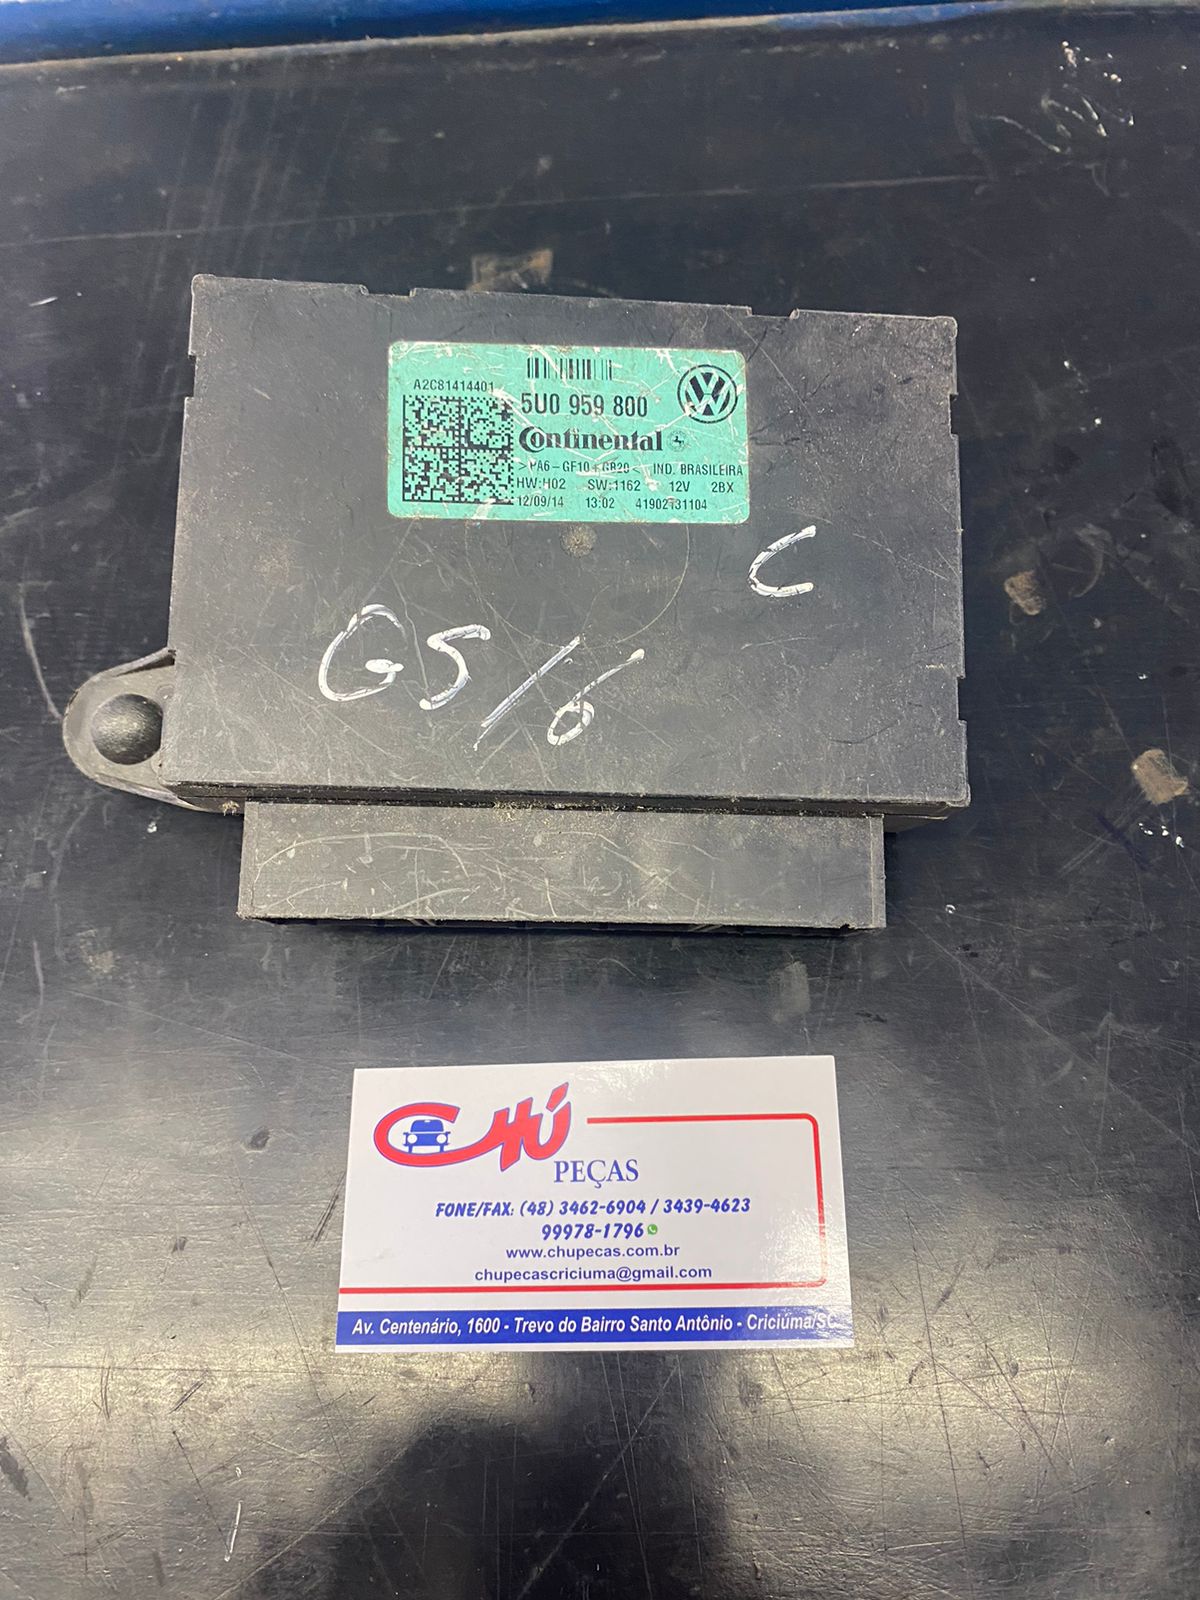 A2C81414401
5U0 959 800
Continental
>PA6-GF10+GB20< IND. BRASILEIRA
HW:H02 SW:1162 12V 2BX
12/09/14 13:02 41902131104
C
G5/6
CHÚ
PEÇAS
FONE/FAX: (48) 3462-6904 / 3439-4623
99978-1796
www.chupecas.com.br
chupecascriciuma@gmail.com
Av. Centenário, 1600 - Trevo do Bairro Santo Antônio - Criciúma/SC